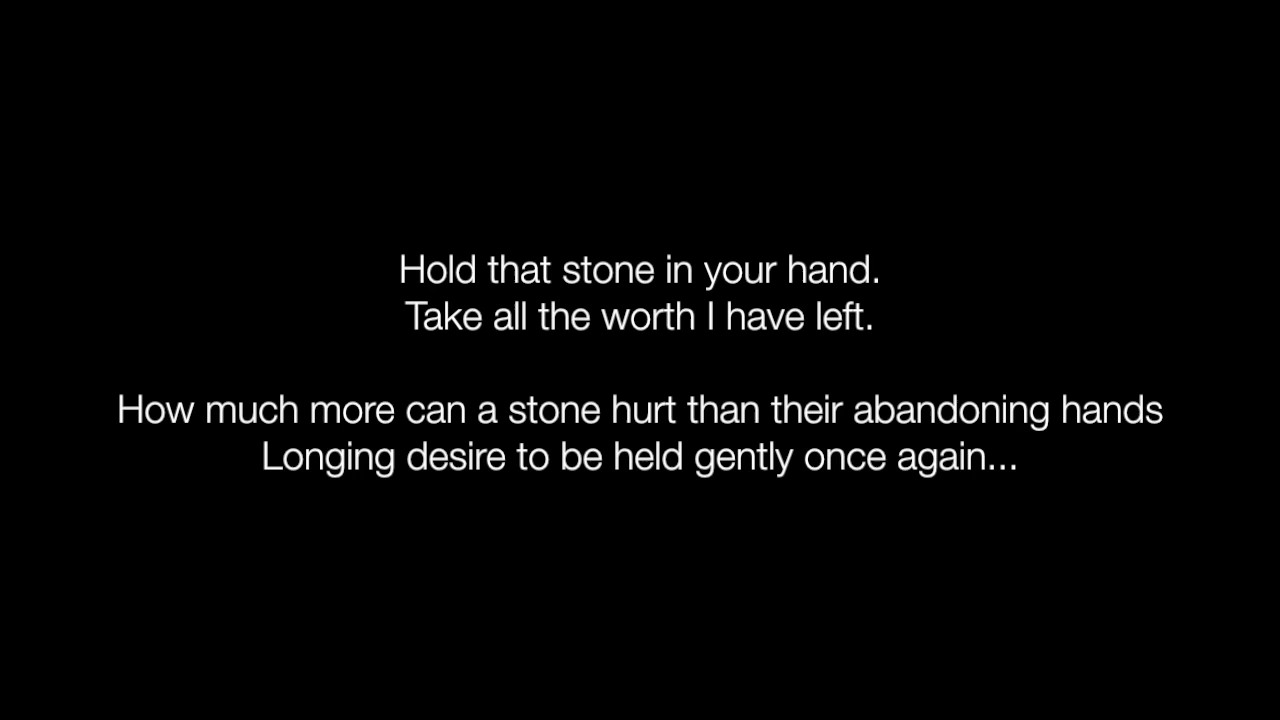 Hold that stone in your hand.
Take all the worth I have left.
How much more can a stone hurt than their abandoning hands
Longing desire to be held gently once again...